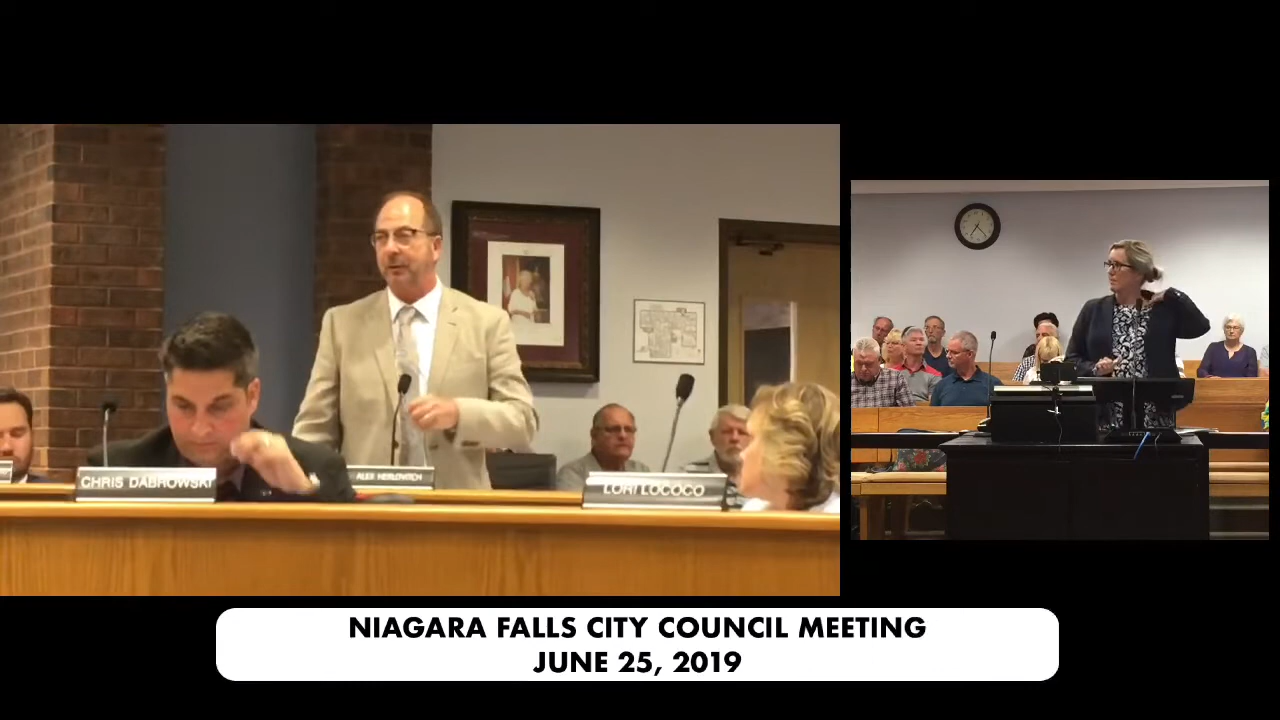 CHRIS DABROWSKI
ALEX HERLOVITCH
LORI LOCOCO
NIAGARA FALLS CITY COUNCIL MEETING
JUNE 25, 2019